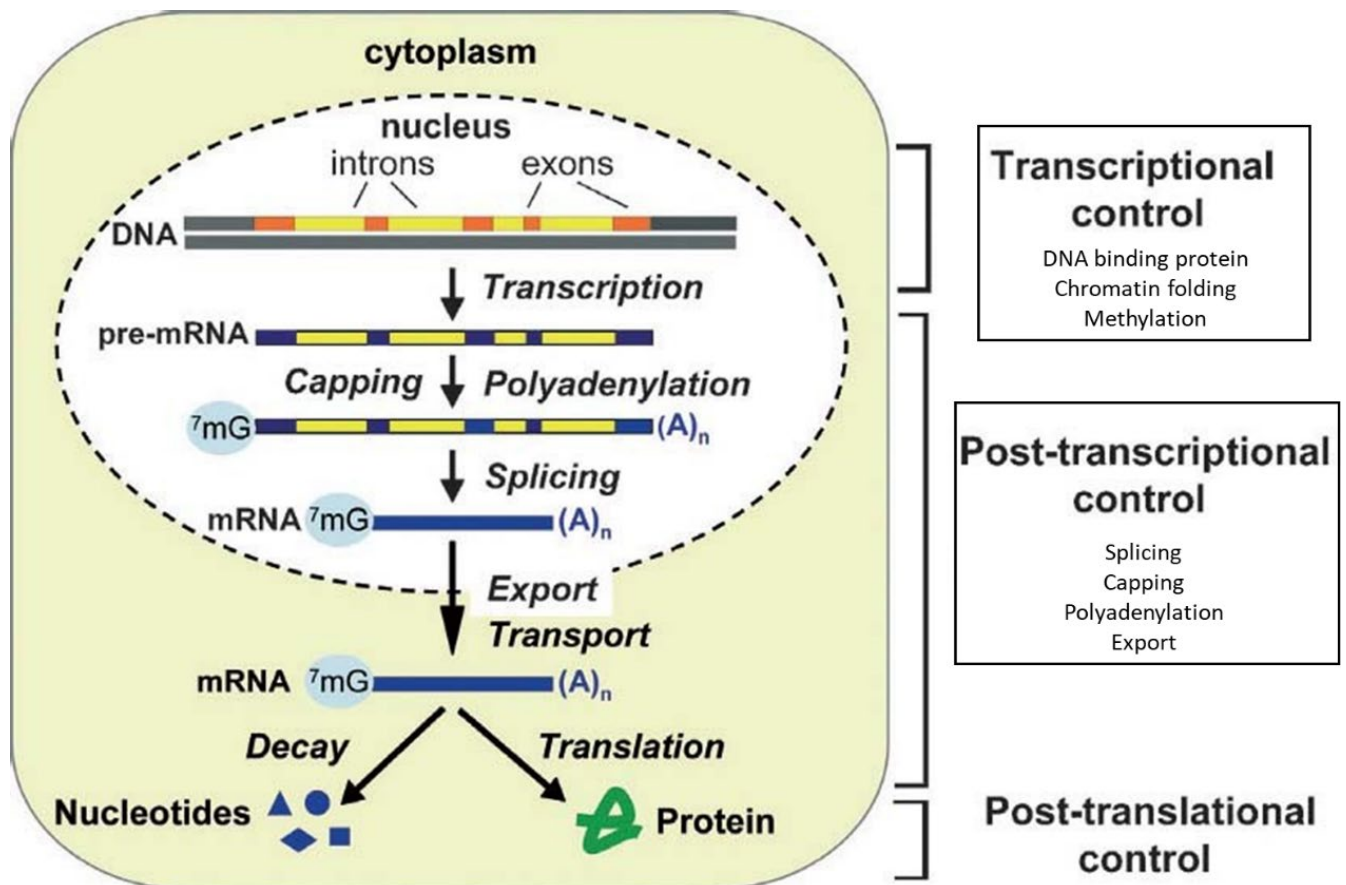 cytoplasm
nucleus
introns exons
DNA
Transcription
pre-mRNA
Capping Polyadenylation
⁷mG (A)ₙ
Splicing
mRNA ⁷mG (A)ₙ
Export
Transport
mRNA ⁷mG (A)ₙ
Decay Translation
Nucleotides Protein
Transcriptional
control
DNA binding protein
Chromatin folding
Methylation
Post-transcriptional
control
Splicing
Capping
Polyadenylation
Export
Post-translational
control